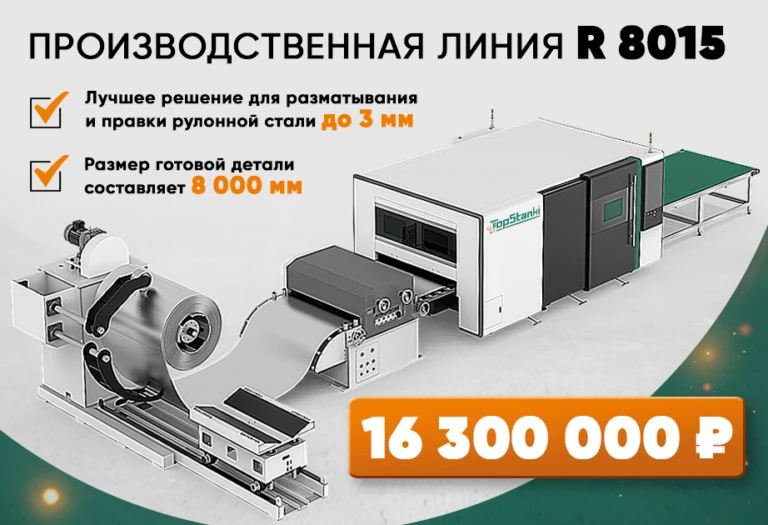 ПРОИЗВОДСТВЕННАЯ ЛИНИЯ R 8015
Лучшее решение для разматывания
и правки рулонной стали до 3 мм
Размер готовой детали
составляет 8 000 мм
TopStanki
16 300 000 ₽